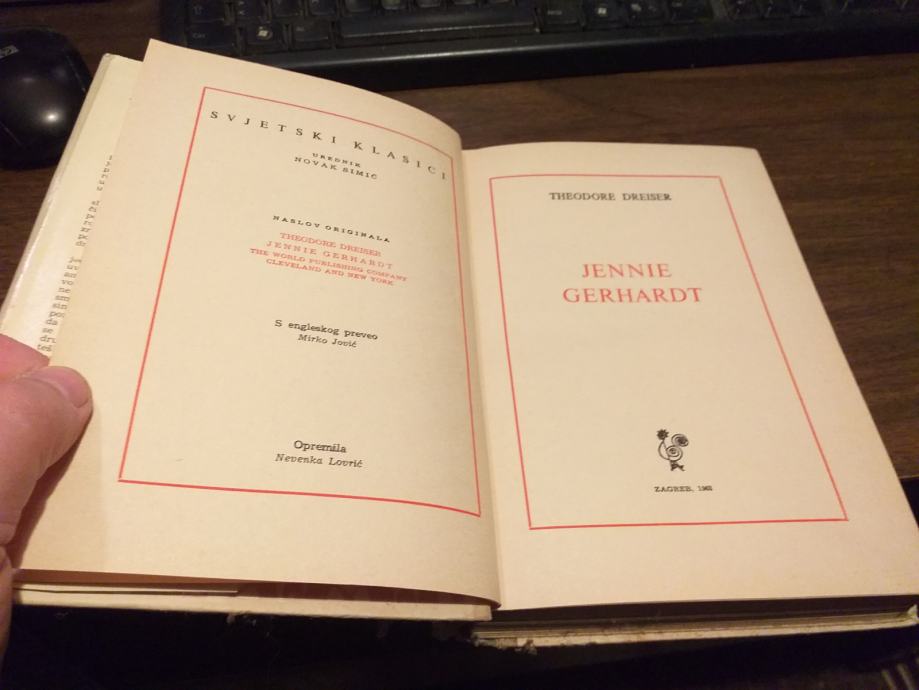 SVJETSKI KLASICI
UREDNIK
NOVAK SIMIĆ
NASLOV ORIGINALA
THEODORE DREISER
JENNIE GERHARDT
THE WORLD PUBLISHING COMPANY
CLEVELAND AND NEW YORK
S engleskog preveo
Mirko Jović
Opremila
Nevenka Lovrić
THEODORE DREISER
JENNIE
GERHARDT
ZAGREB,